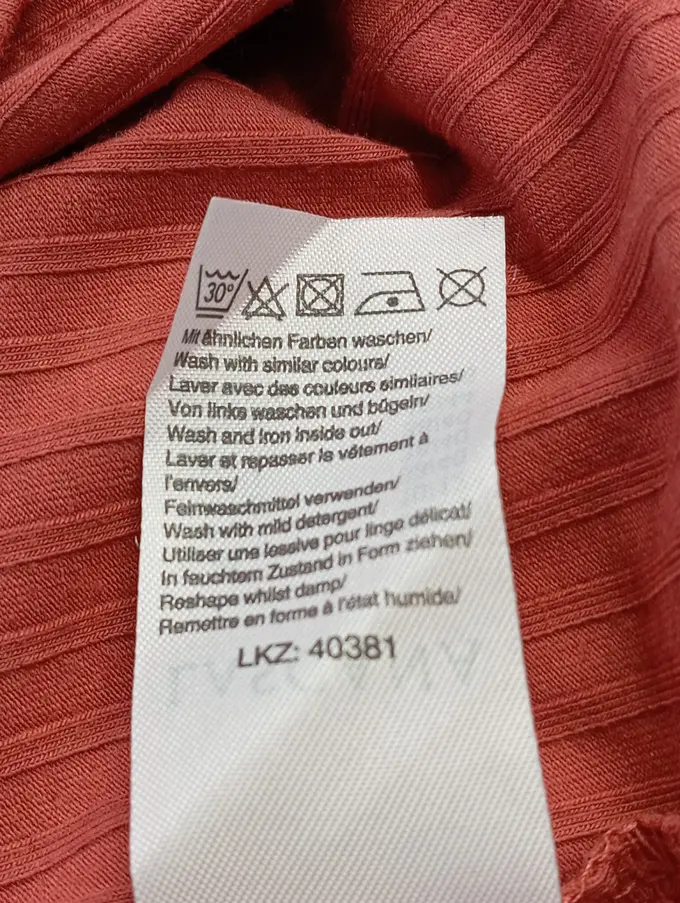 30°
Mit ähnlichen Farben waschen/
Wash with similar colours/
Laver avec des couleurs similaires/
Von links waschen und bügeln/
Wash and iron inside out/
Laver et repasser le vêtement à
l'envers/
Feinwaschmittel verwenden/
Wash with mild detergent/
Utiliser une lessive pour linge délicat/
In feuchtem Zustand in Form ziehen/
Reshape whilst damp/
Remettre en forme à l'état humide/
LKZ: 40381